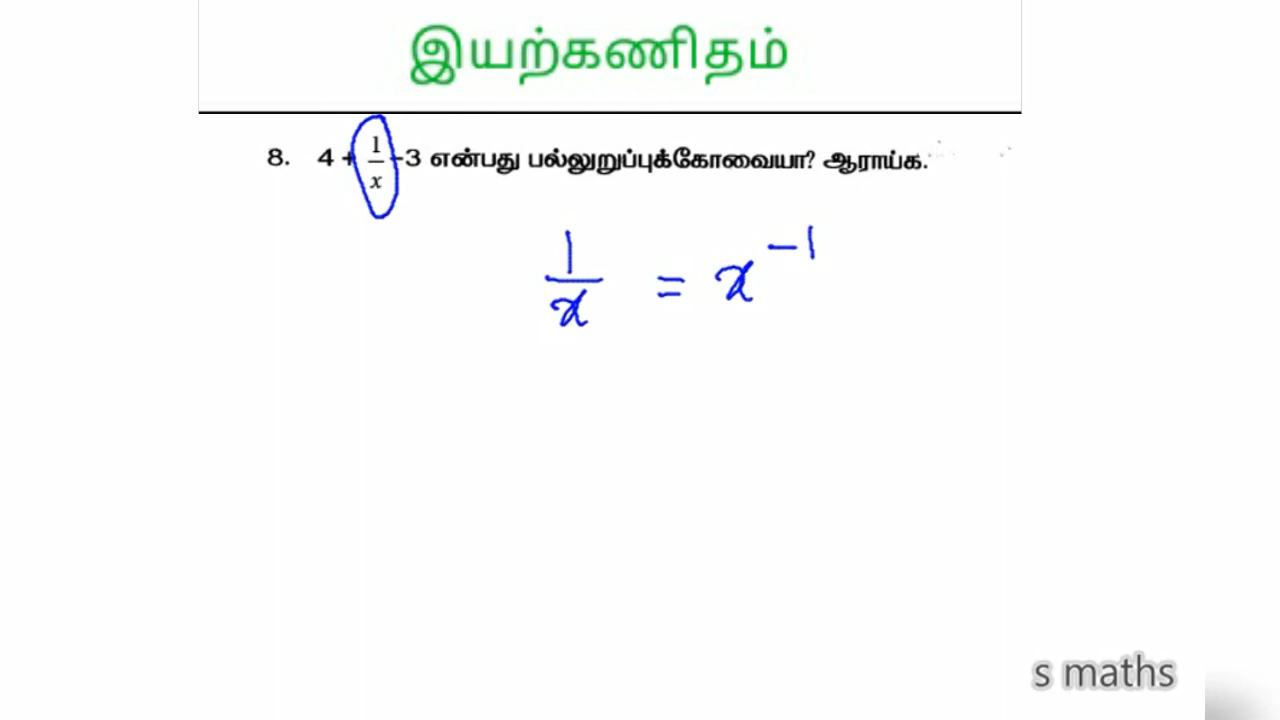 இயற்கணிதம்
8. 4 + 1/x -3 என்பது பல்லுறுப்புக்கோவையா? ஆராய்க.
1/x = x^-1
s maths